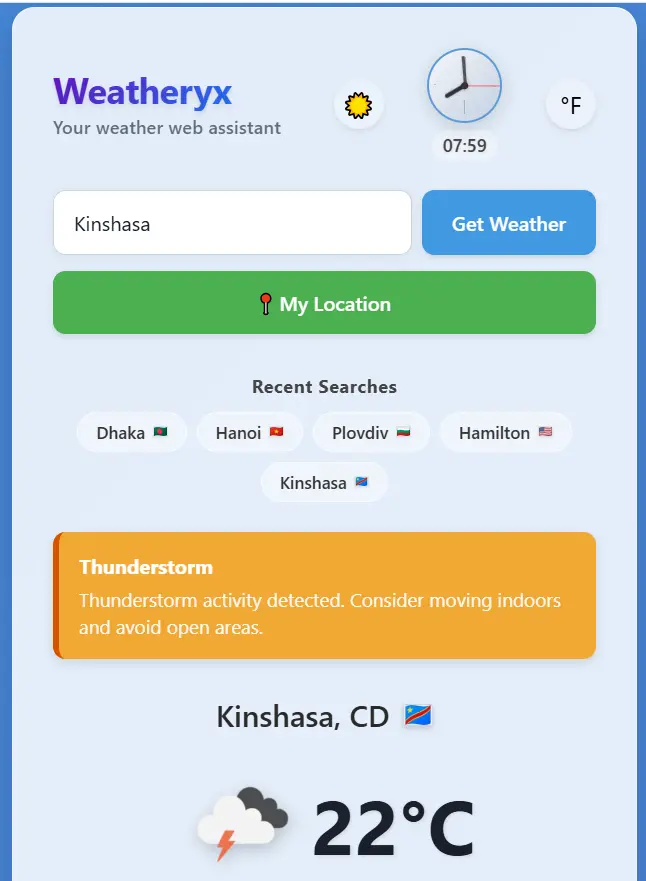 Weatheryx
Your weather web assistant
°F
07:59
Kinshasa
Get Weather
My Location
Recent Searches
Dhaka
Hanoi
Plovdiv
Hamilton
Kinshasa
Thunderstorm
Thunderstorm activity detected. Consider moving indoors
and avoid open areas.
Kinshasa, CD
22°C